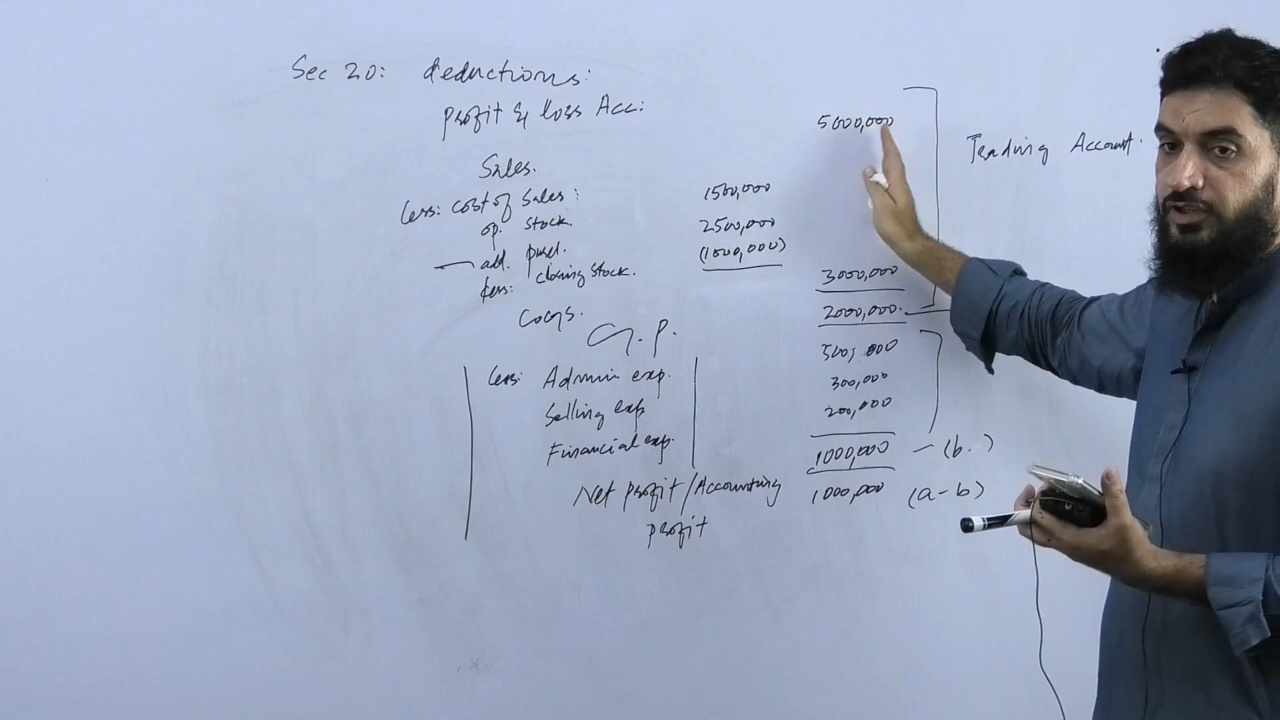 Sec 20: deductions:
Profit & loss Acc:
Sales. 5000,000
Trading Account.
Less: cost of Sales:
op. stock. 1500,000
add. purch. 2500,000
Less: closing stock. (1000,000)
COGS. 3000,000
G.P. 2000,000.
Less: Admin exp. 500,000
Selling exp 300,000
Financial exp. 200,000
1000,000 — (b.)
Net profit/Accounting profit 1000,000 (a-b)